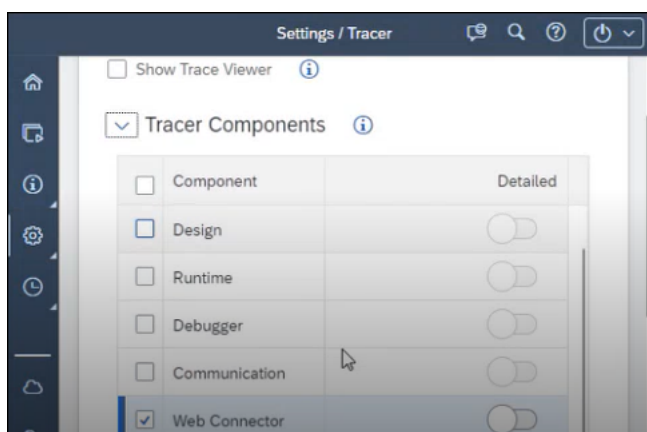 Settings / Tracer
Show Trace Viewer
Tracer Components
Component Detailed
Design
Runtime
Debugger
Communication
Web Connector